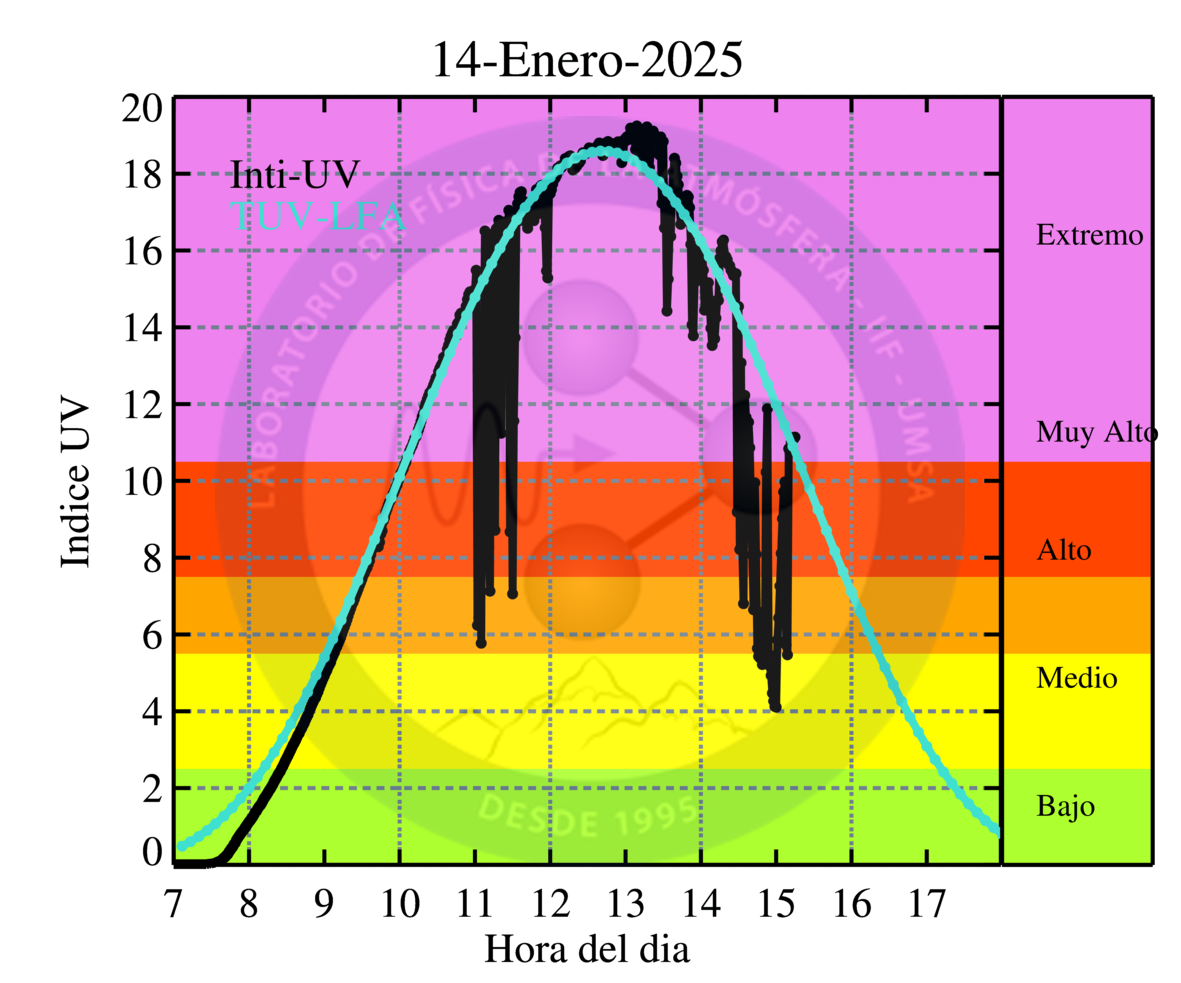 14-Enero-2025
Indice UV
20
18
16
14
12
10
8
6
4
2
0
Inti-UV
TUV-LFA
LABORATORIO DE FÍSICA DE LA ATMÓSFERA - IIF - UMSA
DESDE 1995
Extremo
Muy Alto
Alto
Medio
Bajo
7 8 9 10 11 12 13 14 15 16 17
Hora del dia